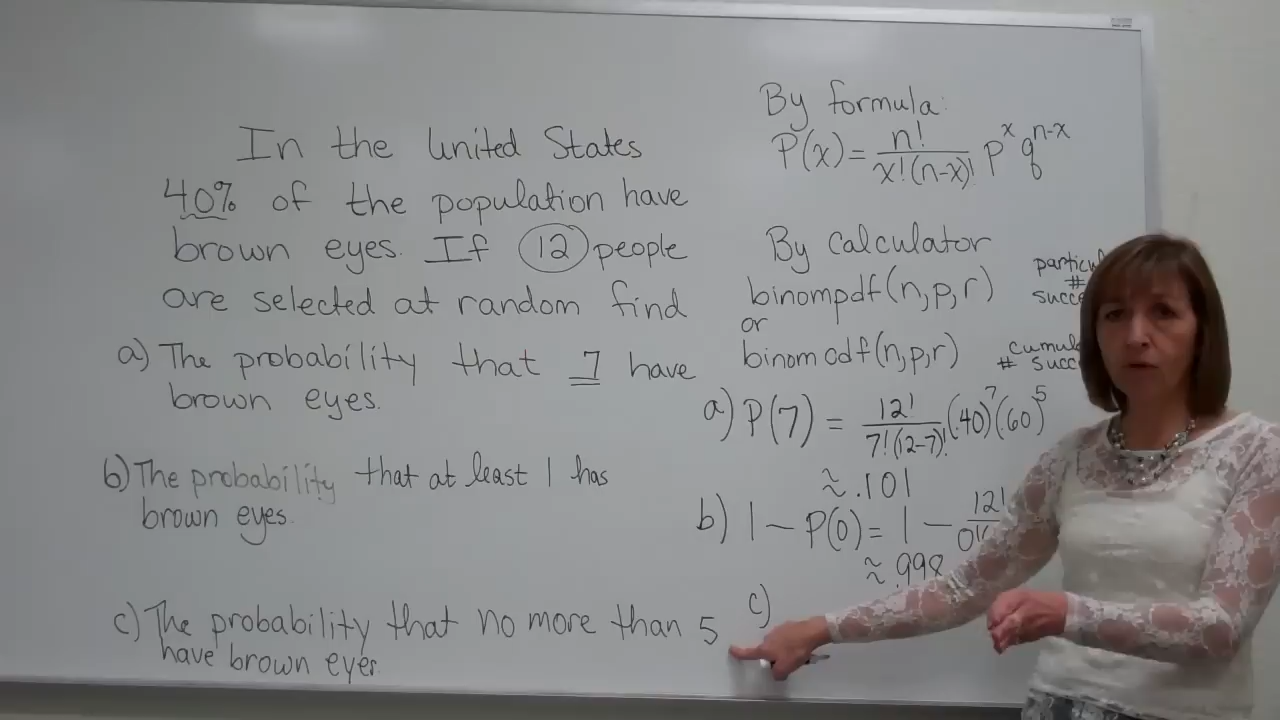 In the United States
40% of the population have
brown eyes. If 12 people
are selected at random find
a) The probability that 7 have
brown eyes.
b) The probability that at least 1 has
brown eyes.
c) The probability that no more than 5
have brown eyes.
By formula:
P(x) = n! / x!(n-x)! p^x q^(n-x)
By Calculator
binompdf(n,p,r)
or
binomcdf(n,p,r)
#
#
a) P(7) = 12! / 7!(12-7)! (.40)^7 (.60)^5
≈ .101
b) 1 - P(0) = 1 - 12!
≈ .998
c)